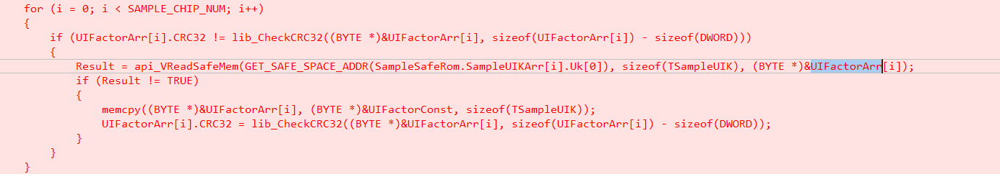 for (i = 0; i < SAMPLE_CHIP_NUM; i++)
{
if (UIFactorArr[i].CRC32 != lib_CheckCRC32((BYTE *)&UIFactorArr[i], sizeof(UIFactorArr[i]) - sizeof(DWORD)))
{
Result = api_VReadSafeMem(GET_SAFE_SPACE_ADDR(SampleSafeRom.SampleUIKArr[i].Uk[0]), sizeof(TSampleUIK), (BYTE *)&UIFactorArr[i]);
if (Result != TRUE)
{
memcpy((BYTE *)&UIFactorArr[i], (BYTE *)&UIFactorConst, sizeof(TSampleUIK));
UIFactorArr[i].CRC32 = lib_CheckCRC32((BYTE *)&UIFactorArr[i], sizeof(UIFactorArr[i]) - sizeof(DWORD));
}
}
}